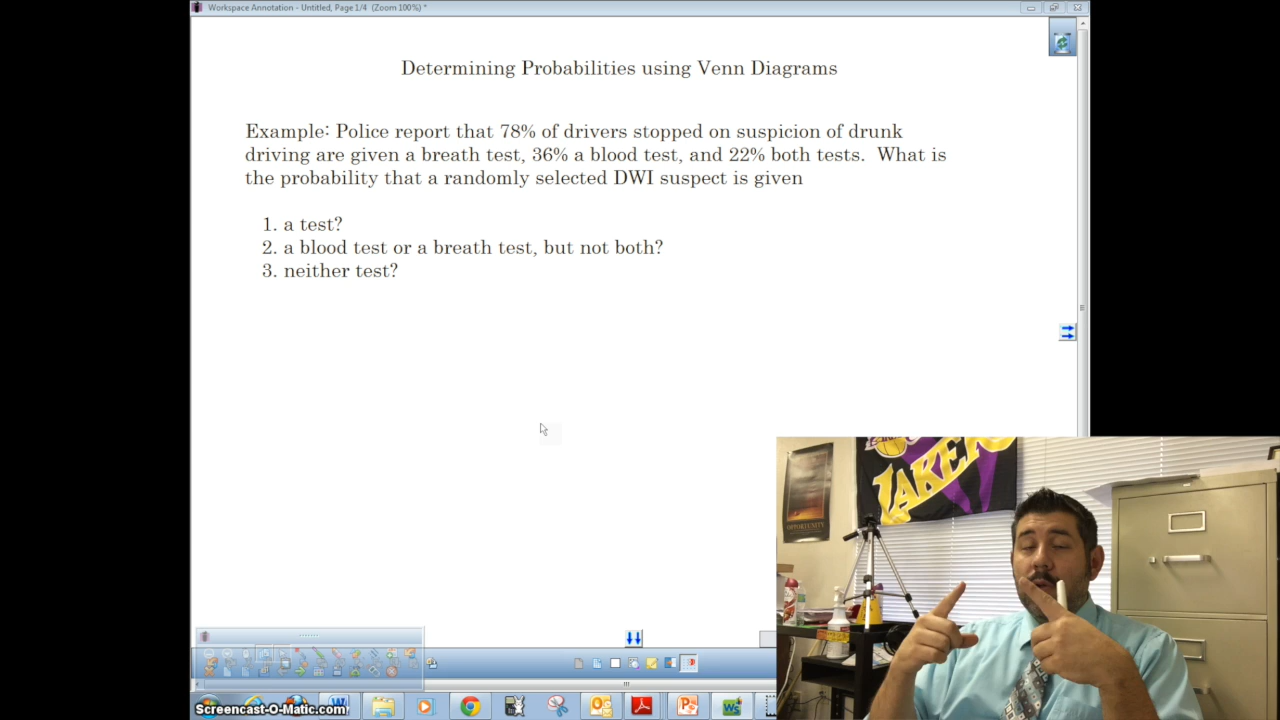 Workspace Annotation - Untitled, Page 1/4 (Zoom 100%) *
Determining Probabilities using Venn Diagrams
Example: Police report that 78% of drivers stopped on suspicion of drunk
driving are given a breath test, 36% a blood test, and 22% both tests.  What is
the probability that a randomly selected DWI suspect is given
1. a test?
2. a blood test or a breath test, but not both?
3. neither test?
LAKERS
OPPORTUNITY
Screencast-O-Matic.com